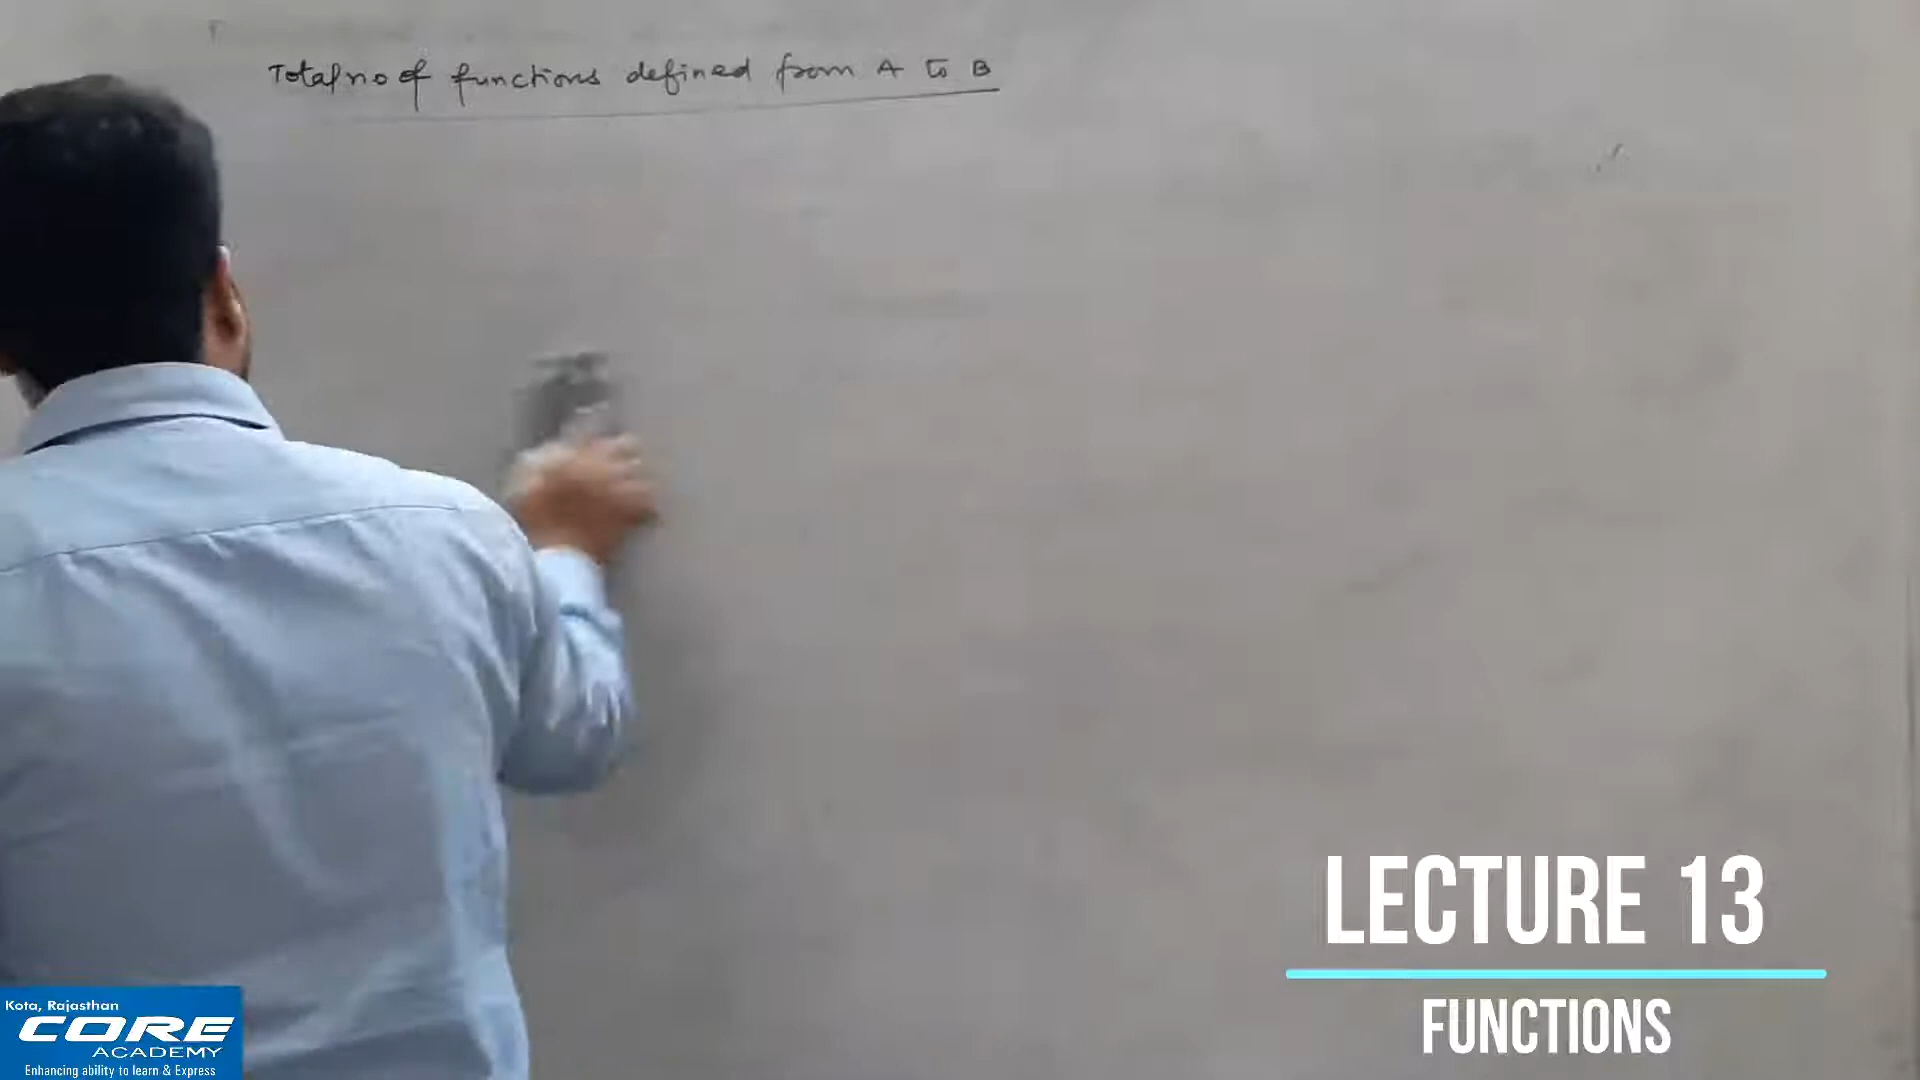 Total no of functions defined from A to B
LECTURE 13
FUNCTIONS
Kota, Rajasthan
CORE
ACADEMY
Enhancing ability to learn & Express